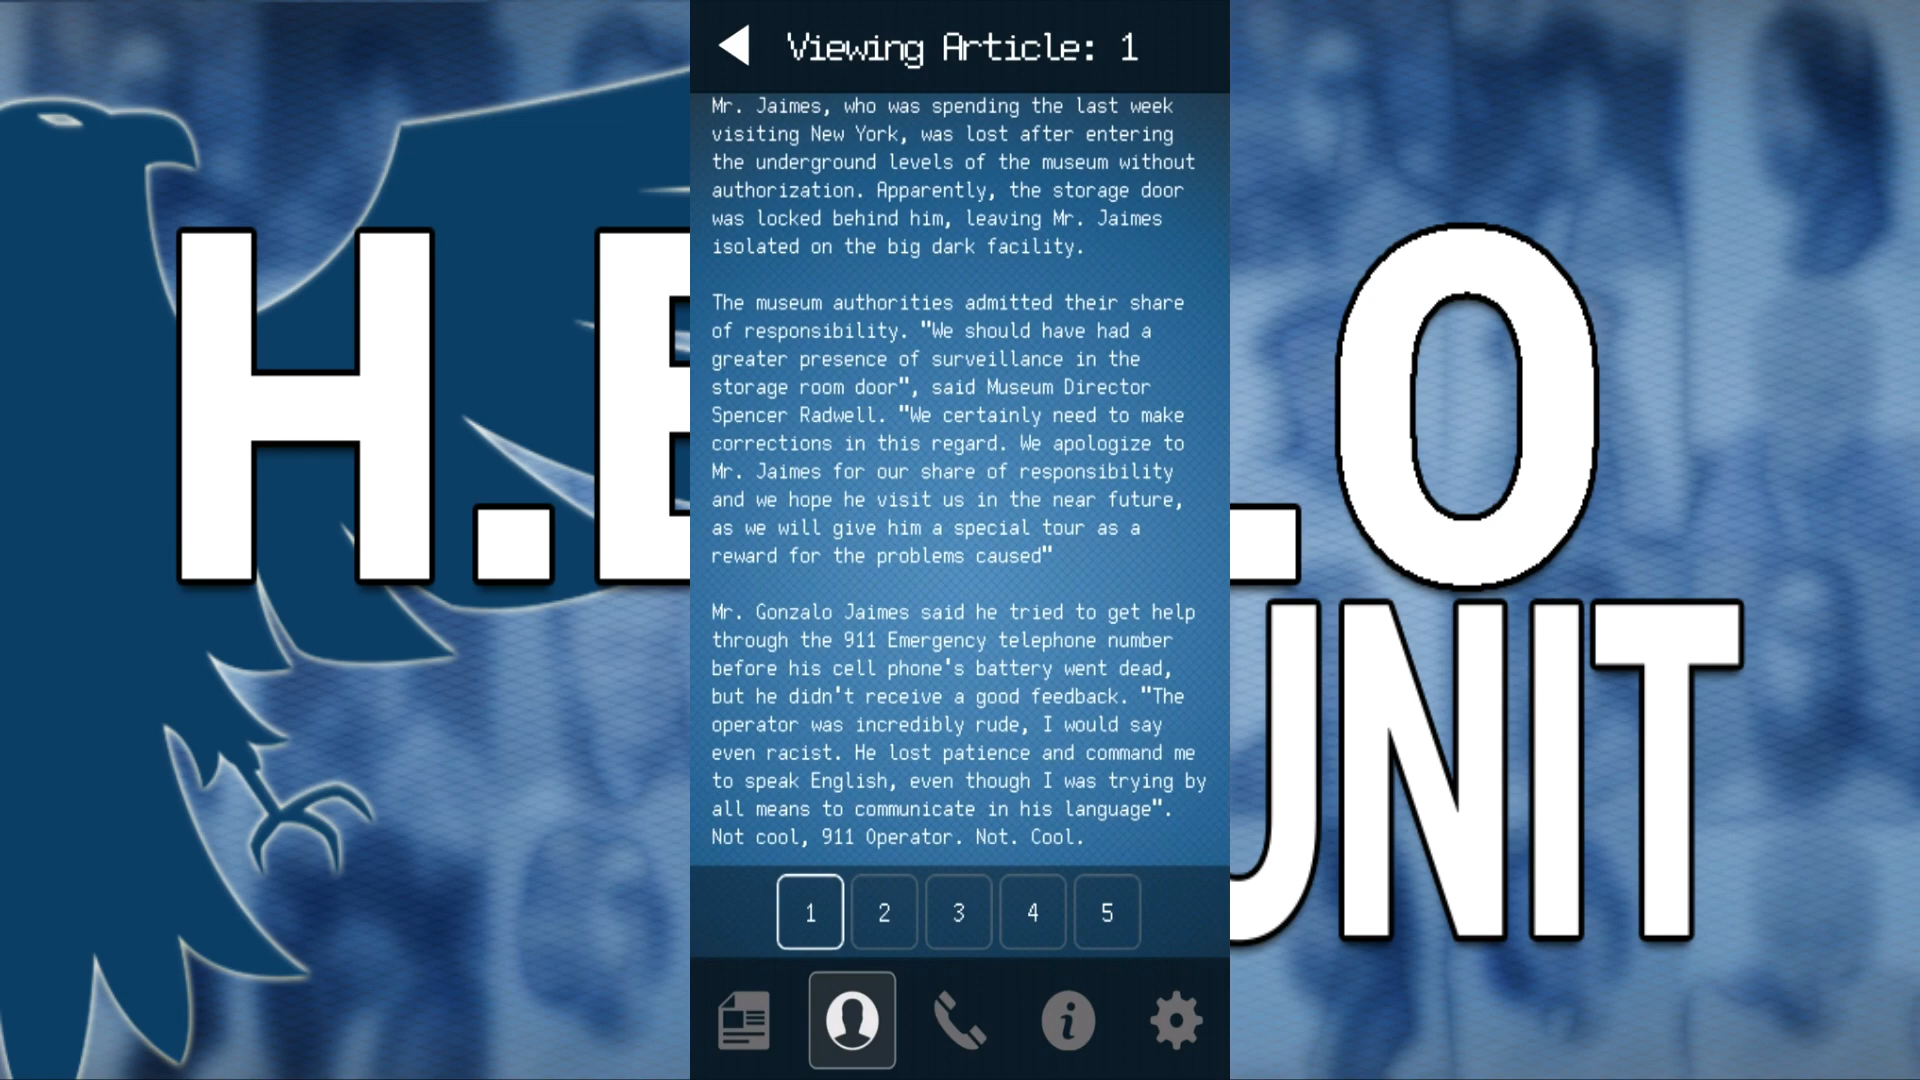 Viewing Article: 1
Mr. Jaimes, who was spending the last week
visiting New York, was lost after entering
the underground levels of the museum without
authorization. Apparently, the storage door
was locked behind him, leaving Mr. Jaimes
isolated on the big dark facility.
The museum authorities admitted their share
of responsibility. "We should have had a
greater presence of surveillance in the
storage room door", said Museum Director
Spencer Radwell. "We certainly need to make
corrections in this regard. We apologize to
Mr. Jaimes for our share of responsibility
and we hope he visit us in the near future,
as we will give him a special tour as a
reward for the problems caused"
Mr. Gonzalo Jaimes said he tried to get help
through the 911 Emergency telephone number
before his cell phone's battery went dead,
but he didn't receive a good feedback. "The
operator was incredibly rude, I would say
even racist. He lost patience and command me
to speak English, even though I was trying by
all means to communicate in his language".
Not cool, 911 Operator. Not. Cool.
1 2 3 4 5
H.E
.O
UNIT